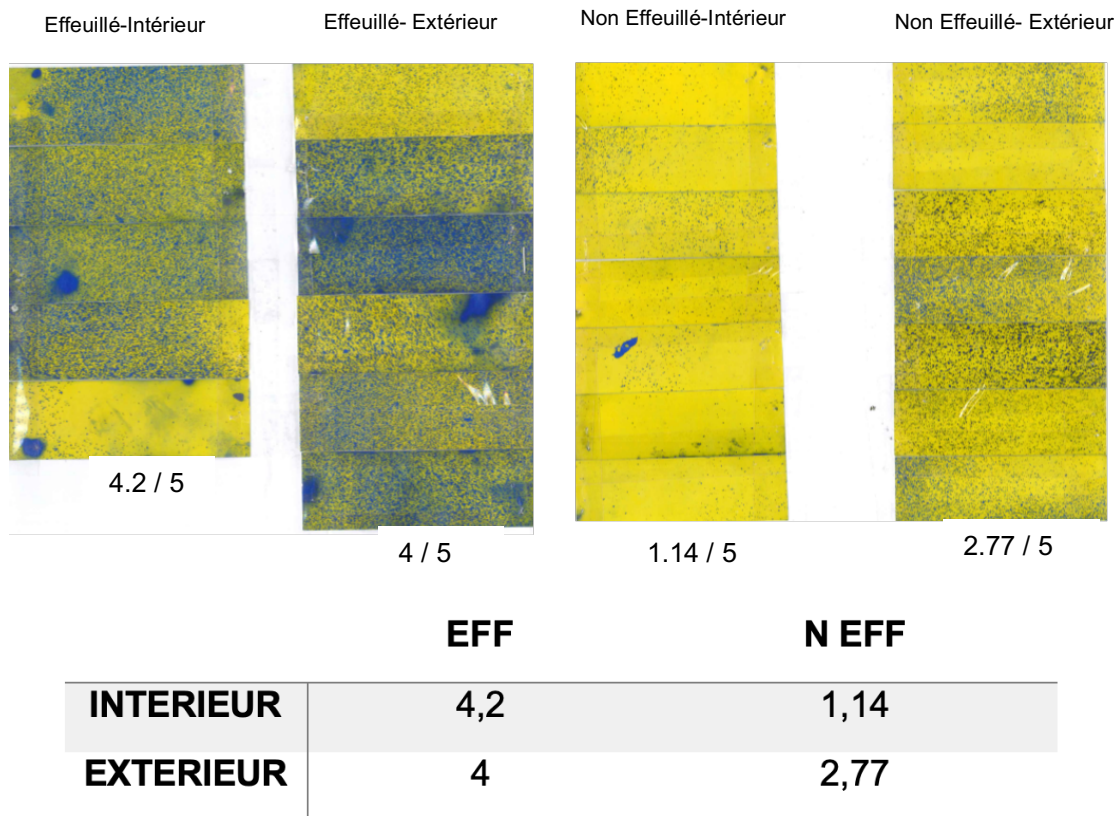 Effeuillé-Intérieur
Effeuillé- Extérieur
Non Effeuillé-Intérieur
Non Effeuillé- Extérieur
4.2 / 5
4 / 5
1.14 / 5
2.77 / 5
EFF N EFF
INTERIEUR 4,2 1,14
EXTERIEUR 4 2,77